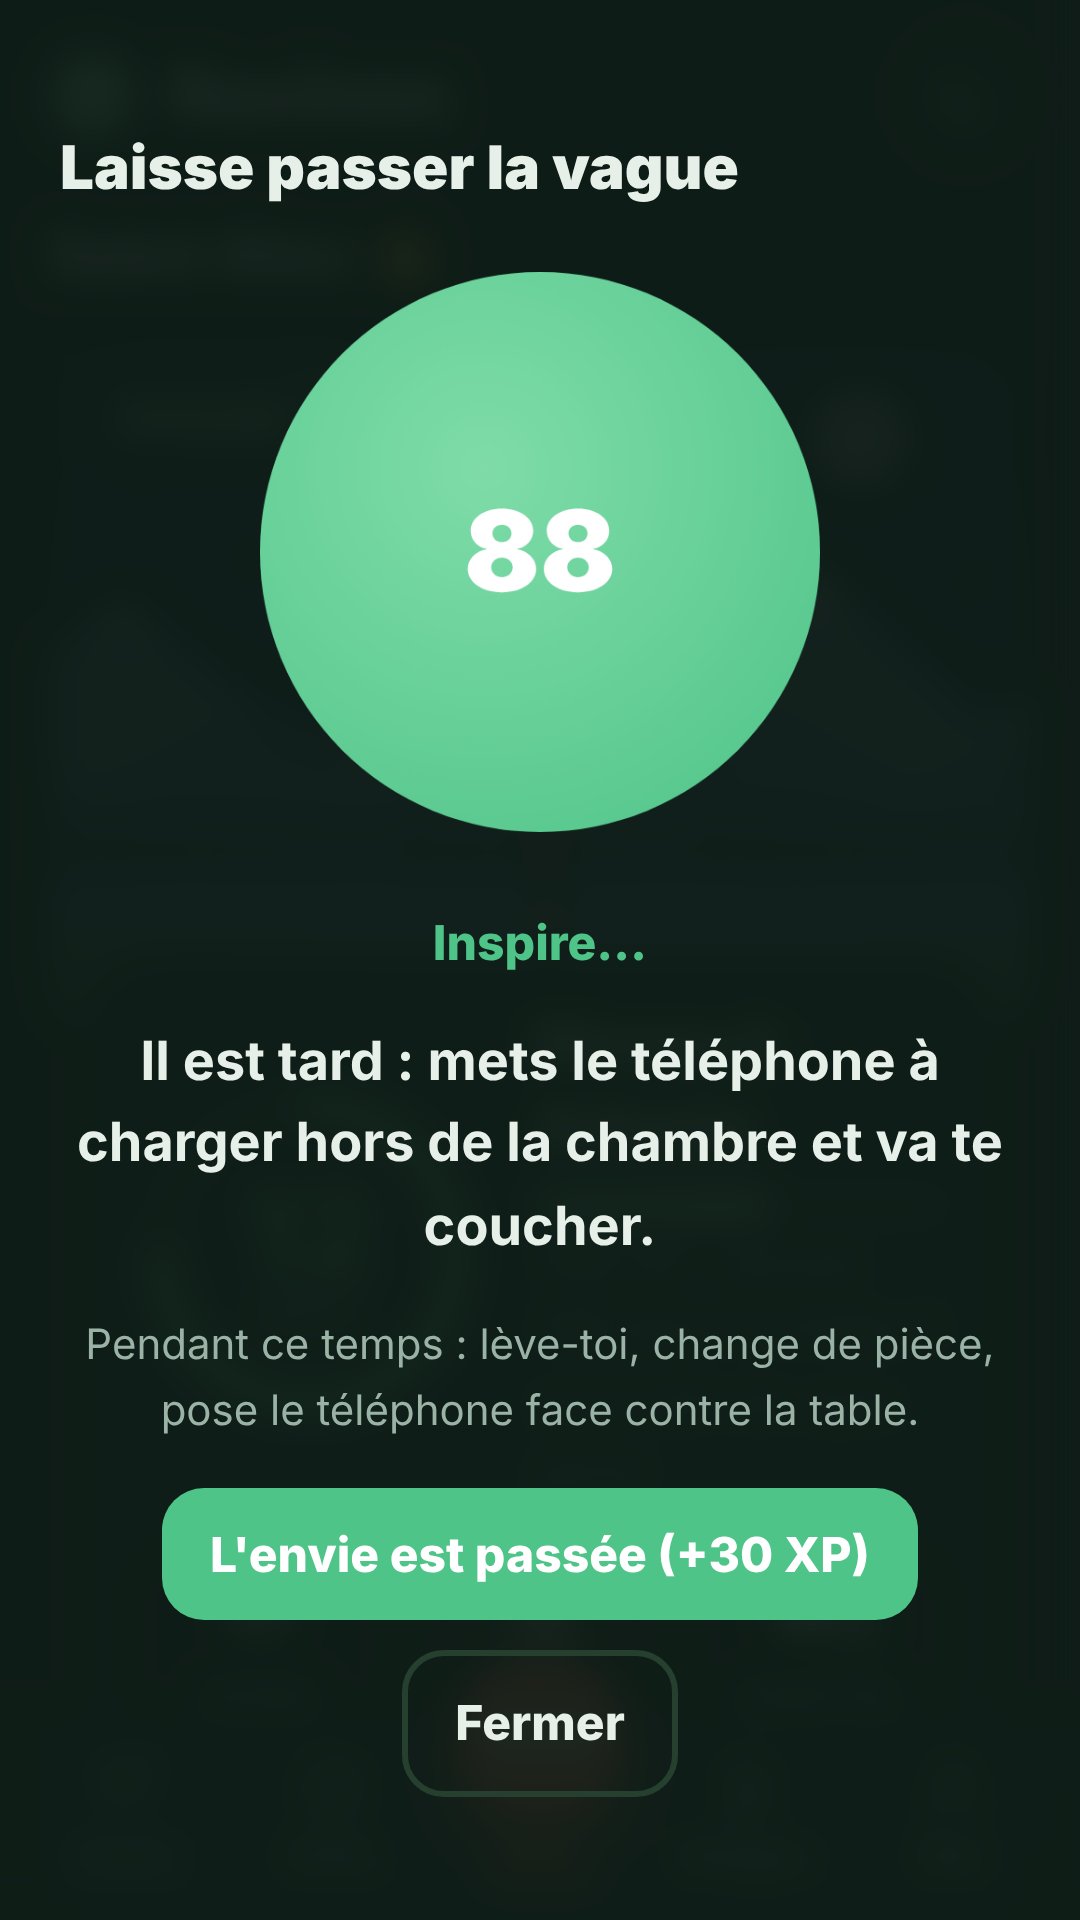 Laisse passer la vague
88
Inspire...
Il est tard : mets le téléphone à
charger hors de la chambre et va te
coucher.
Pendant ce temps : lève-toi, change de pièce,
pose le téléphone face contre la table.
L'envie est passée (+30 XP)
Fermer